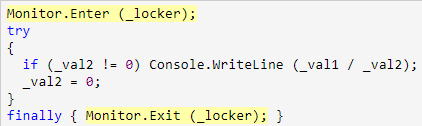 Monitor.Enter (_locker);
try
{
  if (_val2 != 0) Console.WriteLine (_val1 / _val2);
  _val2 = 0;
}
finally { Monitor.Exit (_locker); }